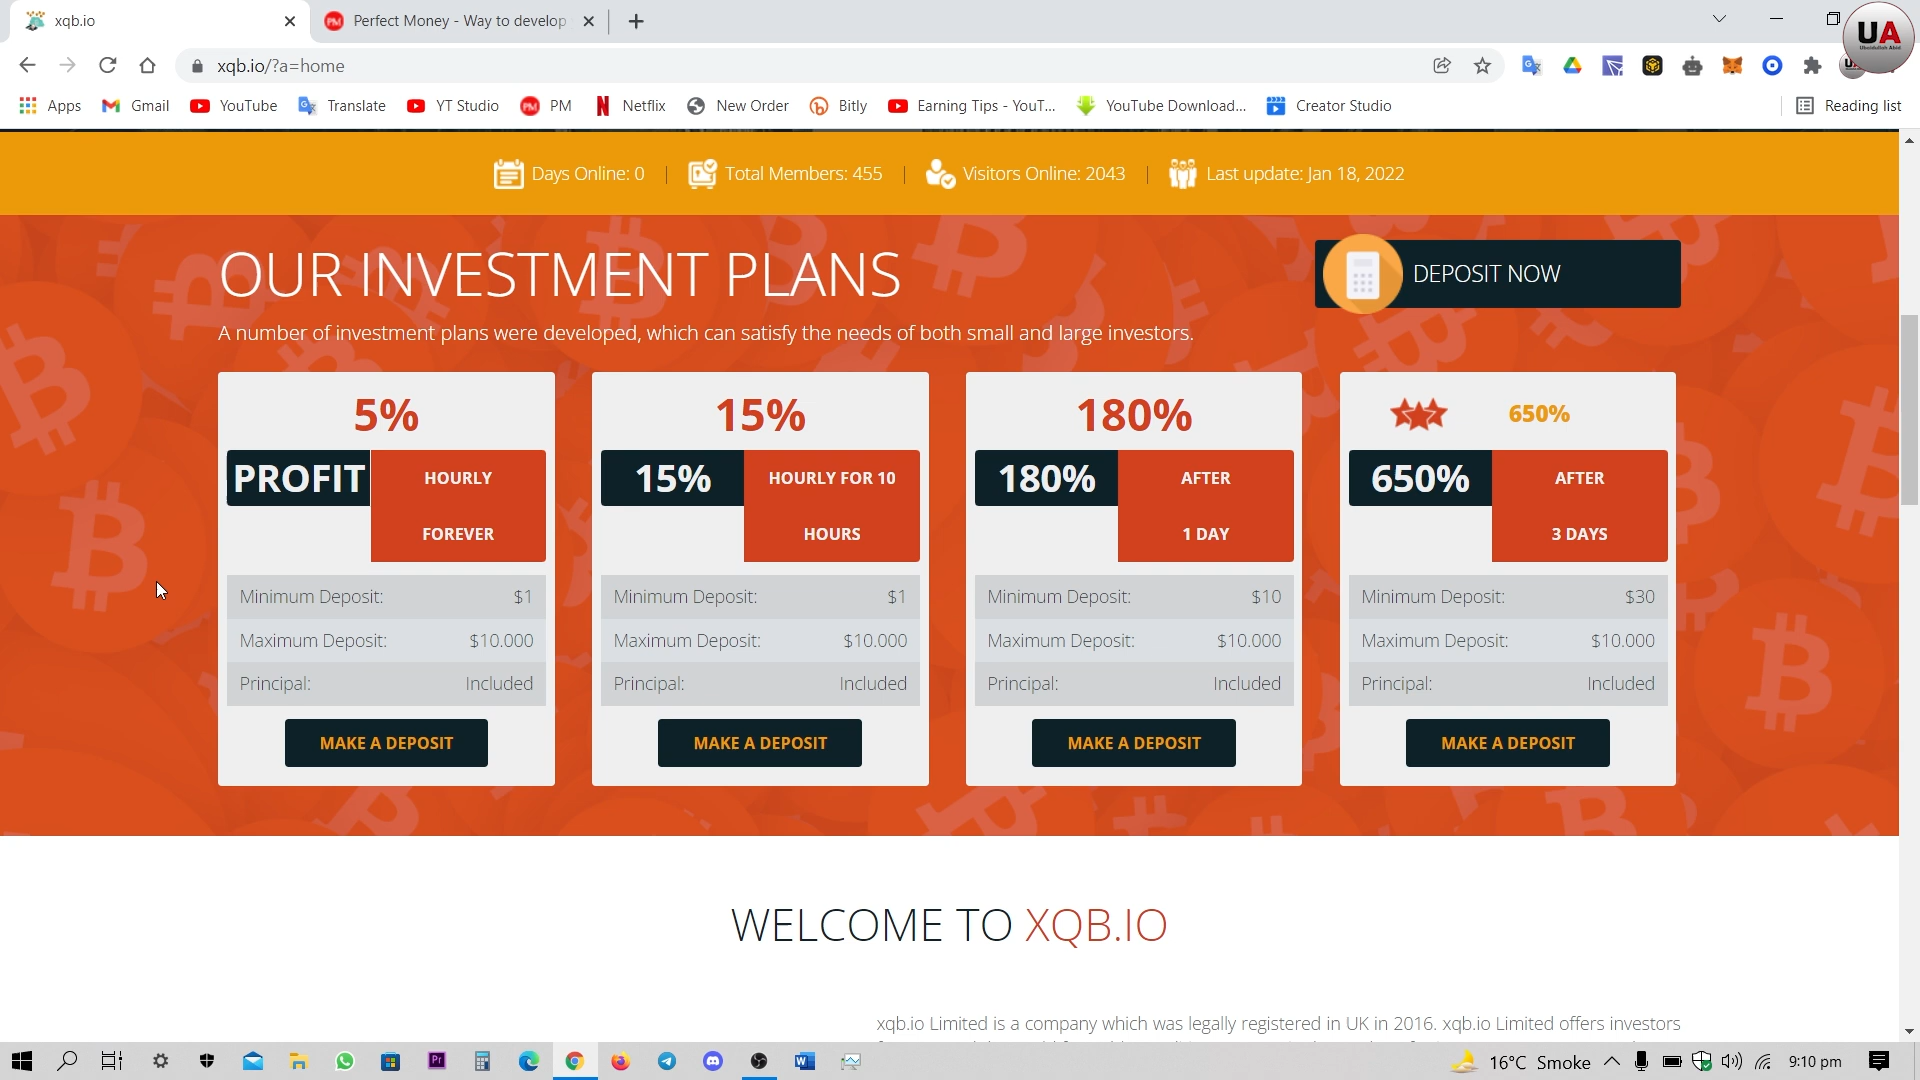 xqb.io
Perfect Money - Way to develop
UA
Ubaidullah Abid
xqb.io/?a=home
Apps
Gmail
YouTube
Translate
YT Studio
PM
Netflix
New Order
Bitly
Earning Tips - YouT...
YouTube Download...
Creator Studio
Reading list
Days Online: 0
Total Members: 455
Visitors Online: 2043
Last update: Jan 18, 2022
OUR INVESTMENT PLANS
DEPOSIT NOW
A number of investment plans were developed, which can satisfy the needs of both small and large investors.
5%
PROFIT
HOURLY
FOREVER
Minimum Deposit: $1
Maximum Deposit: $10.000
Principal: Included
MAKE A DEPOSIT
15%
15%
HOURLY FOR 10
HOURS
Minimum Deposit: $1
Maximum Deposit: $10.000
Principal: Included
MAKE A DEPOSIT
180%
180%
AFTER
1 DAY
Minimum Deposit: $10
Maximum Deposit: $10.000
Principal: Included
MAKE A DEPOSIT
650%
650%
AFTER
3 DAYS
Minimum Deposit: $30
Maximum Deposit: $10.000
Principal: Included
MAKE A DEPOSIT
WELCOME TO XQB.IO
xqb.io Limited is a company which was legally registered in UK in 2016. xqb.io Limited offers investors
16°C Smoke
9:10 pm